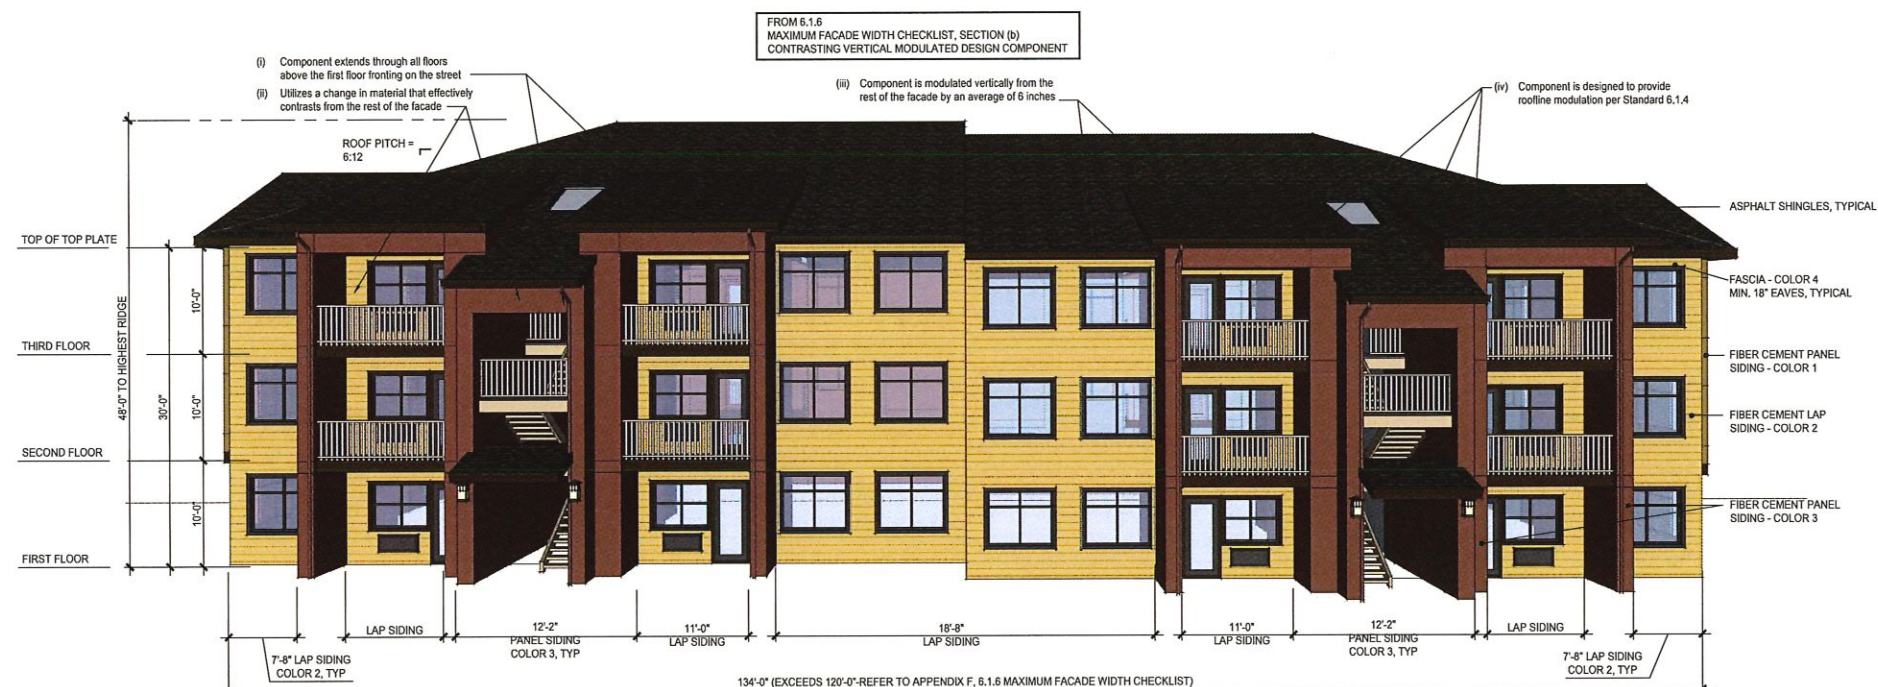 FROM 6.1.6
MAXIMUM FACADE WIDTH CHECKLIST, SECTION (b)
CONTRASTING VERTICAL MODULATED DESIGN COMPONENT
(i) Component extends through all floors
above the first floor fronting on the street
(ii) Utilizes a change in material that effectively
contrasts from the rest of the facade
(iii) Component is modulated vertically from the
rest of the facade by an average of 6 inches
(iv) Component is designed to provide
roofline modulation per Standard 6.1.4
ROOF PITCH =
6:12
TOP OF TOP PLATE
THIRD FLOOR
SECOND FLOOR
FIRST FLOOR
48'-0" TO HIGHEST RIDGE
30'-0"
10'-0"
10'-0"
10'-0"
ASPHALT SHINGLES, TYPICAL
FASCIA - COLOR 4
MIN. 18" EAVES, TYPICAL
FIBER CEMENT PANEL
SIDING - COLOR 1
FIBER CEMENT LAP
SIDING - COLOR 2
FIBER CEMENT PANEL
SIDING - COLOR 3
7'-8" LAP SIDING
COLOR 2, TYP
LAP SIDING
12'-2"
PANEL SIDING
COLOR 3, TYP
11'-0"
LAP SIDING
18'-8"
LAP SIDING
11'-0"
LAP SIDING
12'-2"
PANEL SIDING
COLOR 3, TYP
LAP SIDING
7'-8" LAP SIDING
COLOR 2, TYP
134'-0" (EXCEEDS 120'-0"-REFER TO APPENDIX F, 6.1.6 MAXIMUM FACADE WIDTH CHECKLIST)